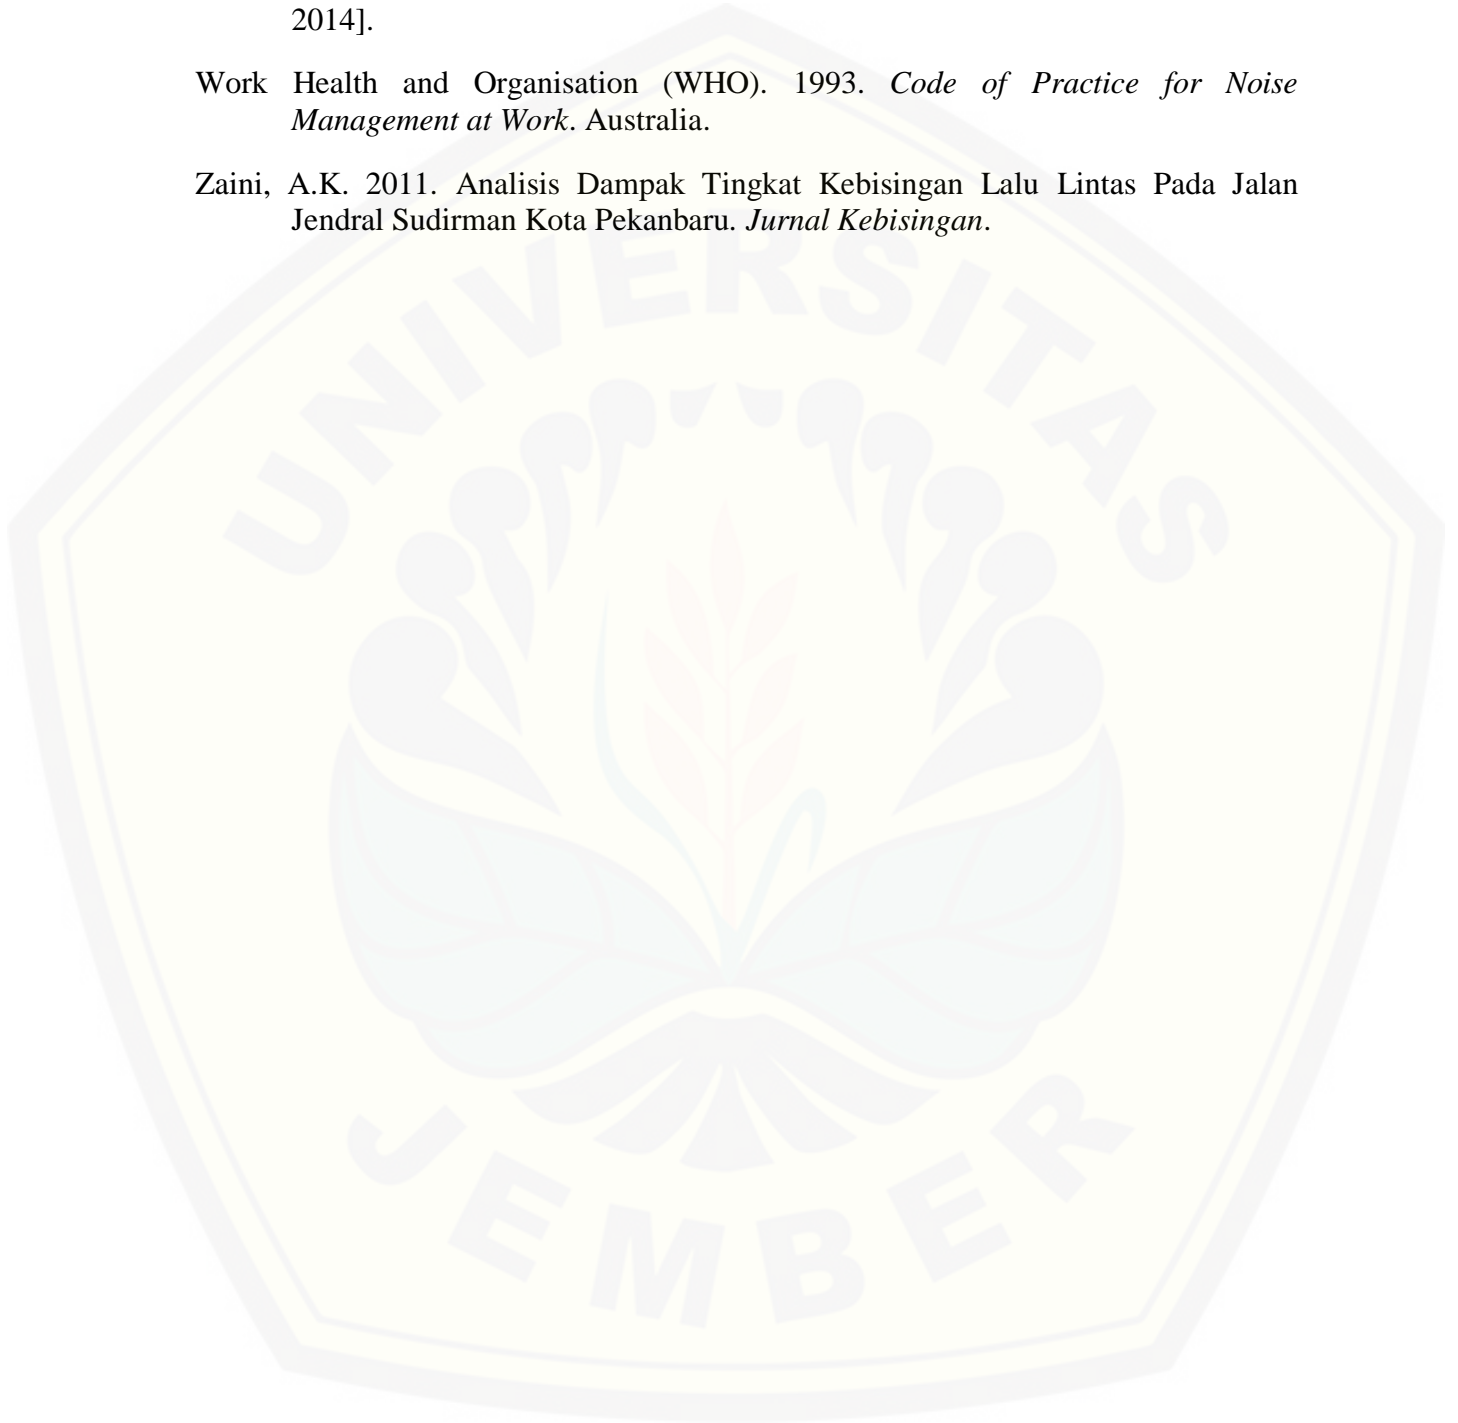 2014].
Work Health and Organisation (WHO). 1993. Code of Practice for Noise
Management at Work. Australia.
Zaini, A.K. 2011. Analisis Dampak Tingkat Kebisingan Lalu Lintas Pada Jalan
Jendral Sudirman Kota Pekanbaru. Jurnal Kebisingan.
UNIVERSITAS
JEMBER